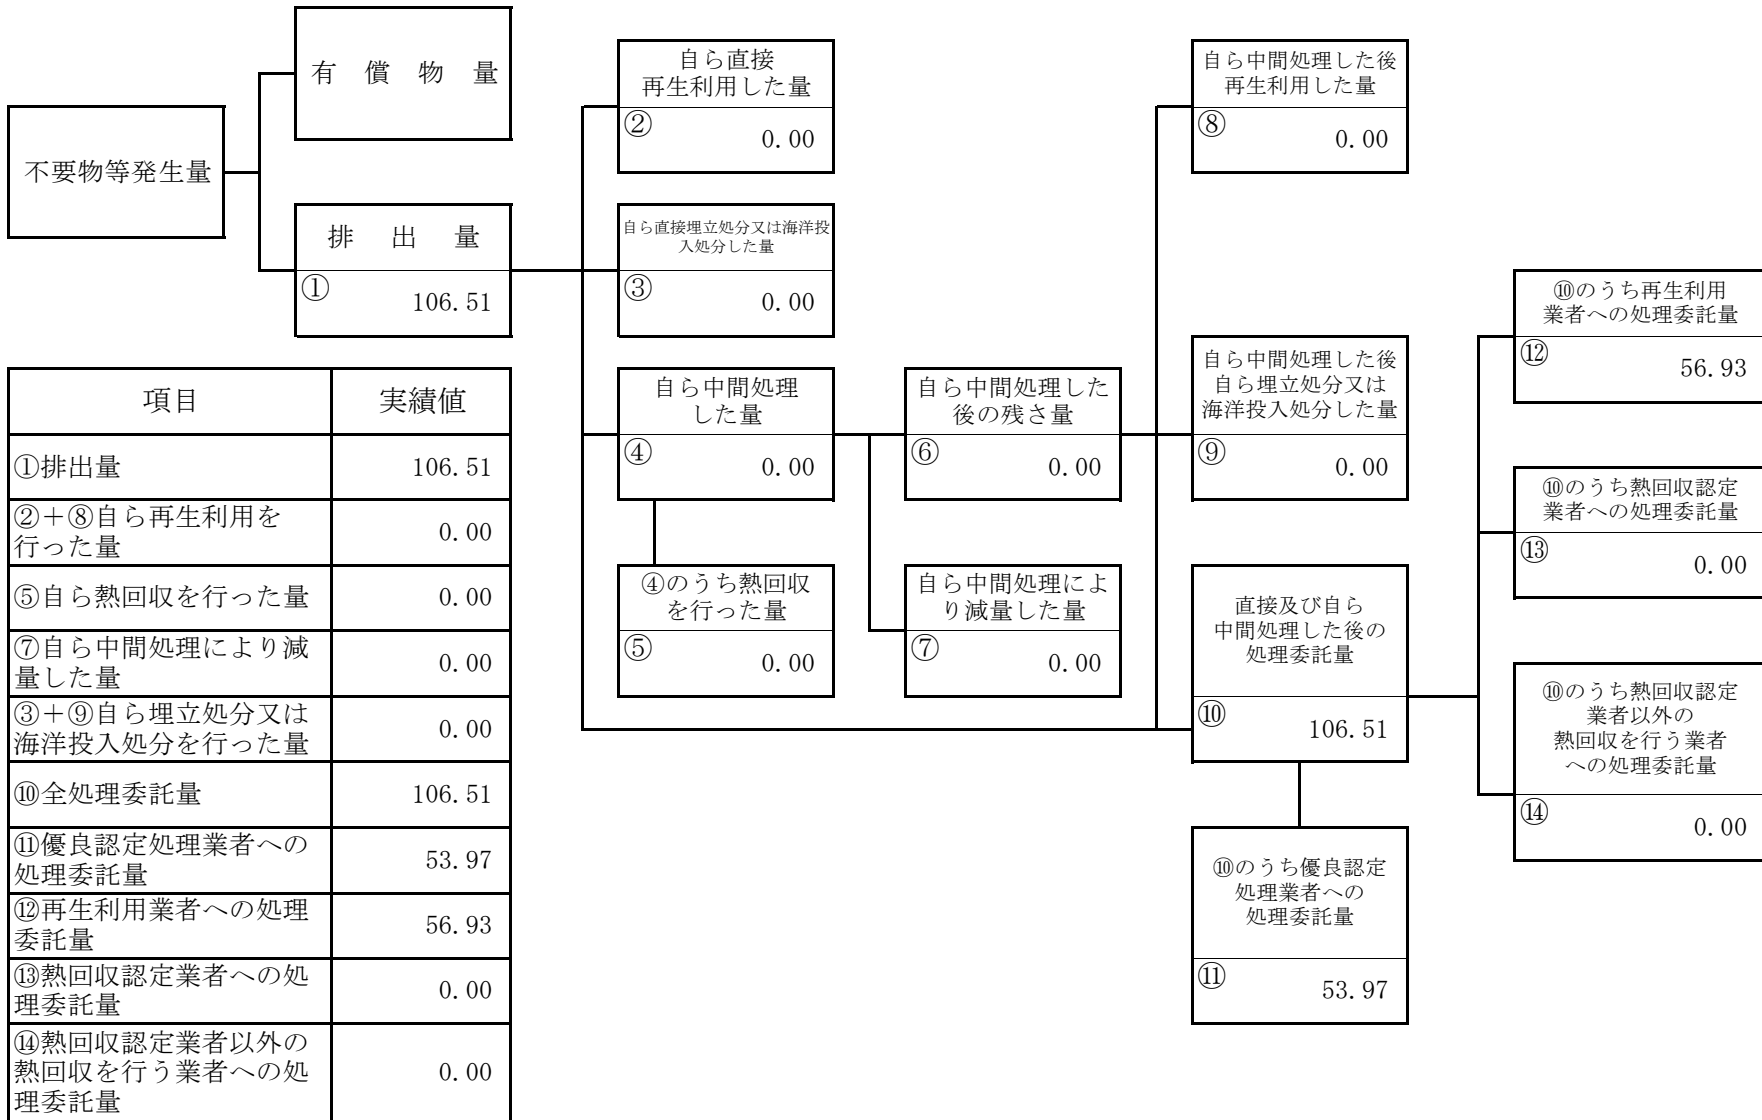 有償物量
不要物等発生量
排出量
① 106.51
自ら直接
再生利用した量
② 0.00
自ら直接埋立処分又は海洋投
入処分した量
③ 0.00
自ら中間処理
した量
④ 0.00
④のうち熱回収
を行った量
⑤ 0.00
自ら中間処理した
後の残さ量
⑥ 0.00
自ら中間処理によ
り減量した量
⑦ 0.00
自ら中間処理した後
再生利用した量
⑧ 0.00
自ら中間処理した後
自ら埋立処分又は
海洋投入処分した量
⑨ 0.00
直接及び自ら
中間処理した後の
処理委託量
⑩ 106.51
⑩のうち優良認定
処理業者への
処理委託量
⑪ 53.97
⑩のうち再生利用
業者への処理委託量
⑫ 56.93
⑩のうち熱回収認定
業者への処理委託量
⑬ 0.00
⑩のうち熱回収認定
業者以外の
熱回収を行う業者
への処理委託量
⑭ 0.00
項目 実績値
①排出量 106.51
②＋⑧自ら再生利用を
行った量 0.00
⑤自ら熱回収を行った量 0.00
⑦自ら中間処理により減
量した量 0.00
③＋⑨自ら埋立処分又は
海洋投入処分を行った量 0.00
⑩全処理委託量 106.51
⑪優良認定処理業者への
処理委託量 53.97
⑫再生利用業者への処理
委託量 56.93
⑬熱回収認定業者への処
理委託量 0.00
⑭熱回収認定業者以外の
熱回収を行う業者への処
理委託量 0.00